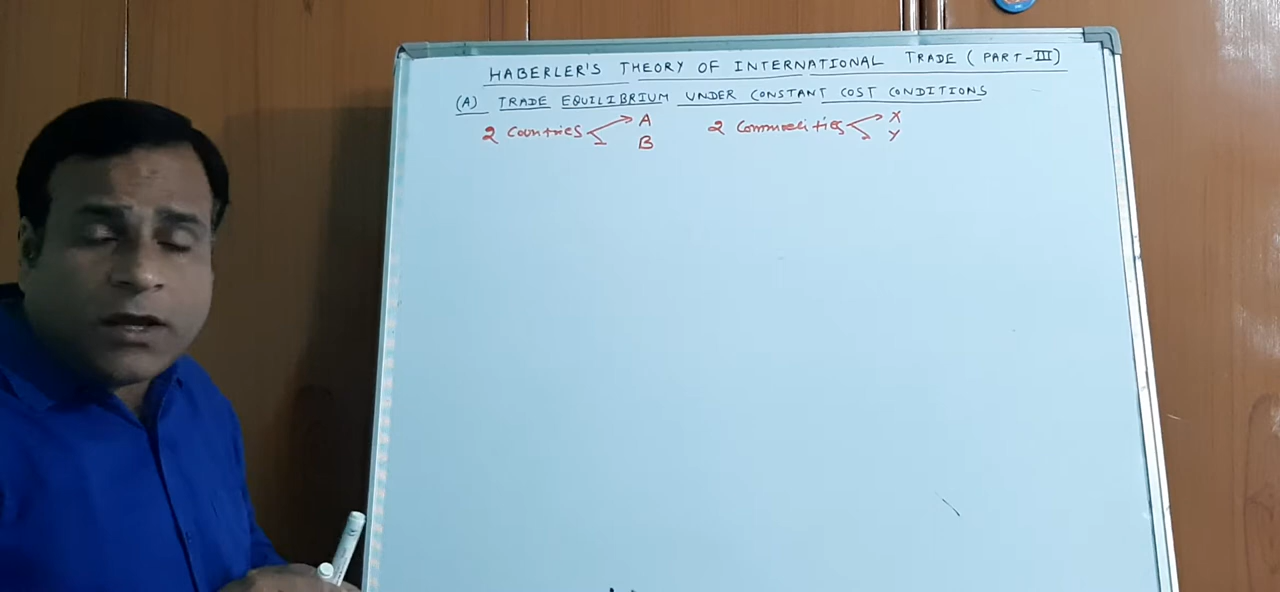 HABERLER'S THEORY OF INTERNATIONAL TRADE (PART-III)
(A) TRADE EQUILIBRIUM UNDER CONSTANT COST CONDITIONS
2 Countries A B 2 Commodities X Y